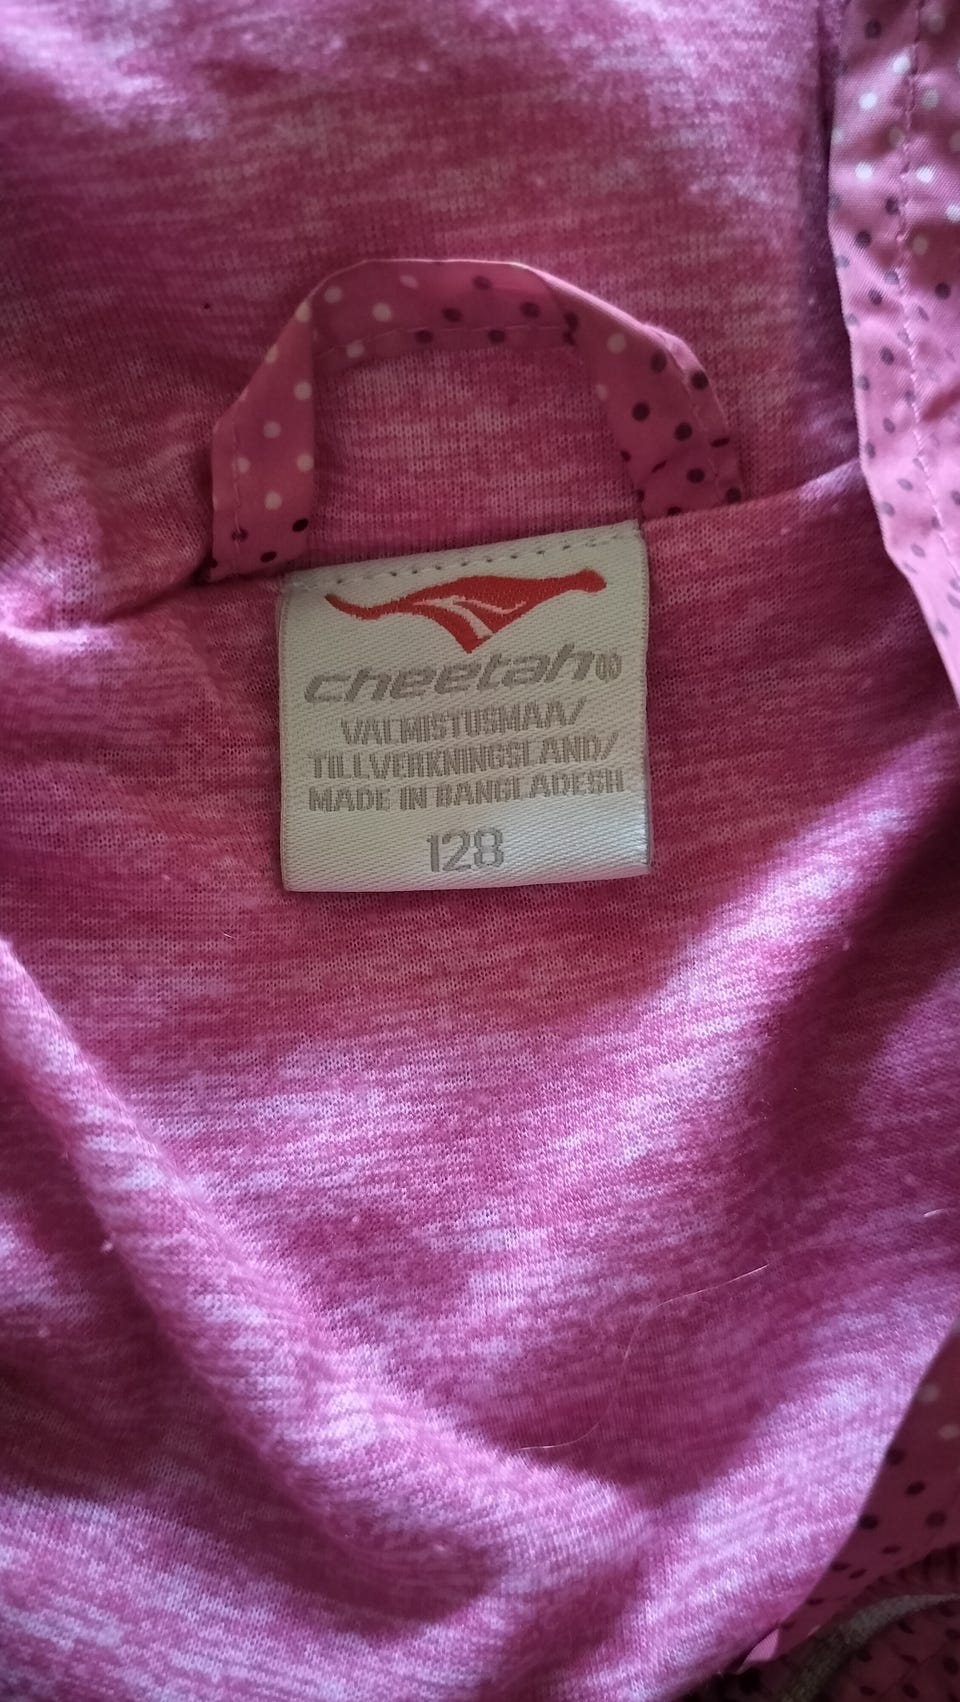 cheetah
VALMISTUSMAA/
TILLVERKNINGSLAND/
MADE IN BANGLADESH
128